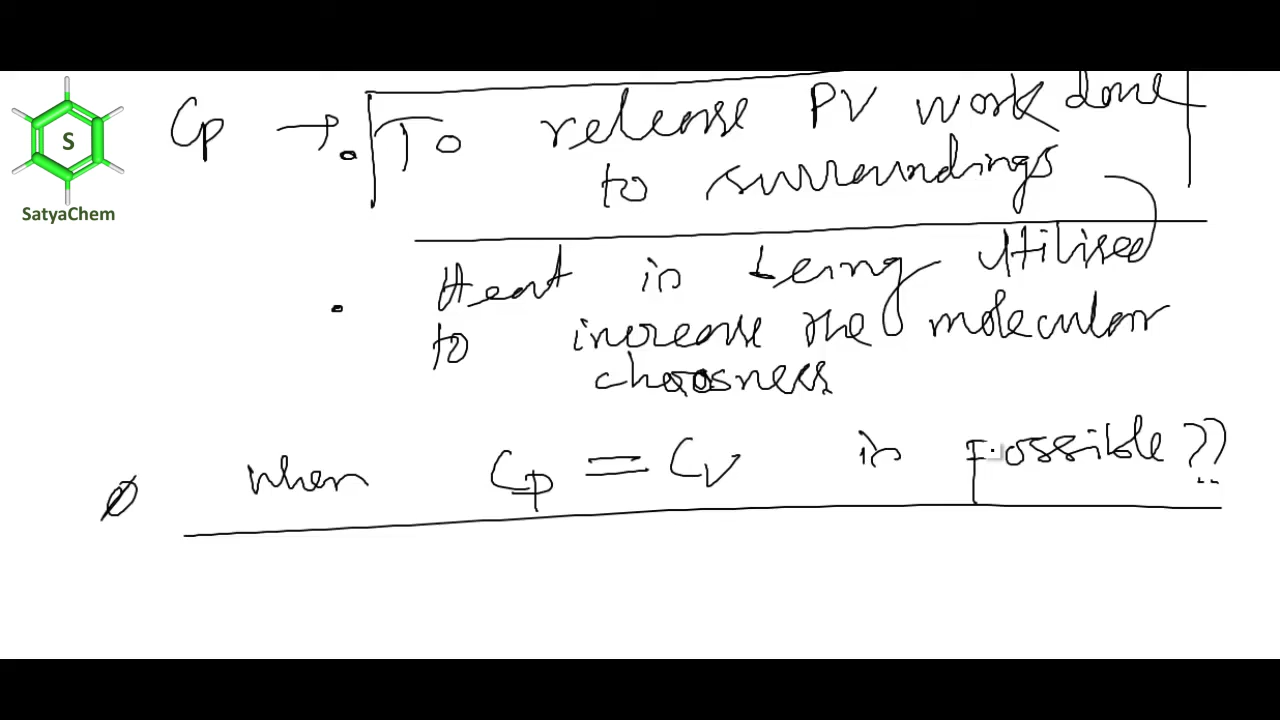 Cp → • To release PV work done
to surroundings
• Heat is being utilised
to increase the molecular
chaosness
S
SatyaChem
When Cp = Cv is possible ??